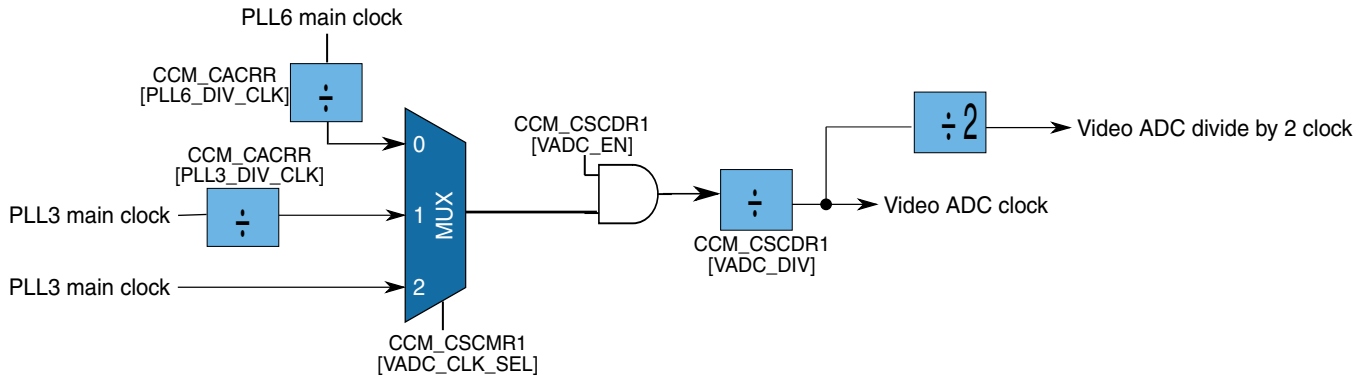 PLL6 main clock
CCM_CACRR
[PLL6_DIV_CLK]
÷
÷ 2
Video ADC divide by 2 clock
CCM_CSCDR1
[VADC_EN]
0
CCM_CACRR
[PLL3_DIV_CLK]
PLL3 main clock
÷
1
MUX
÷
Video ADC clock
CCM_CSCDR1
[VADC_DIV]
PLL3 main clock
2
CCM_CSCMR1
[VADC_CLK_SEL]